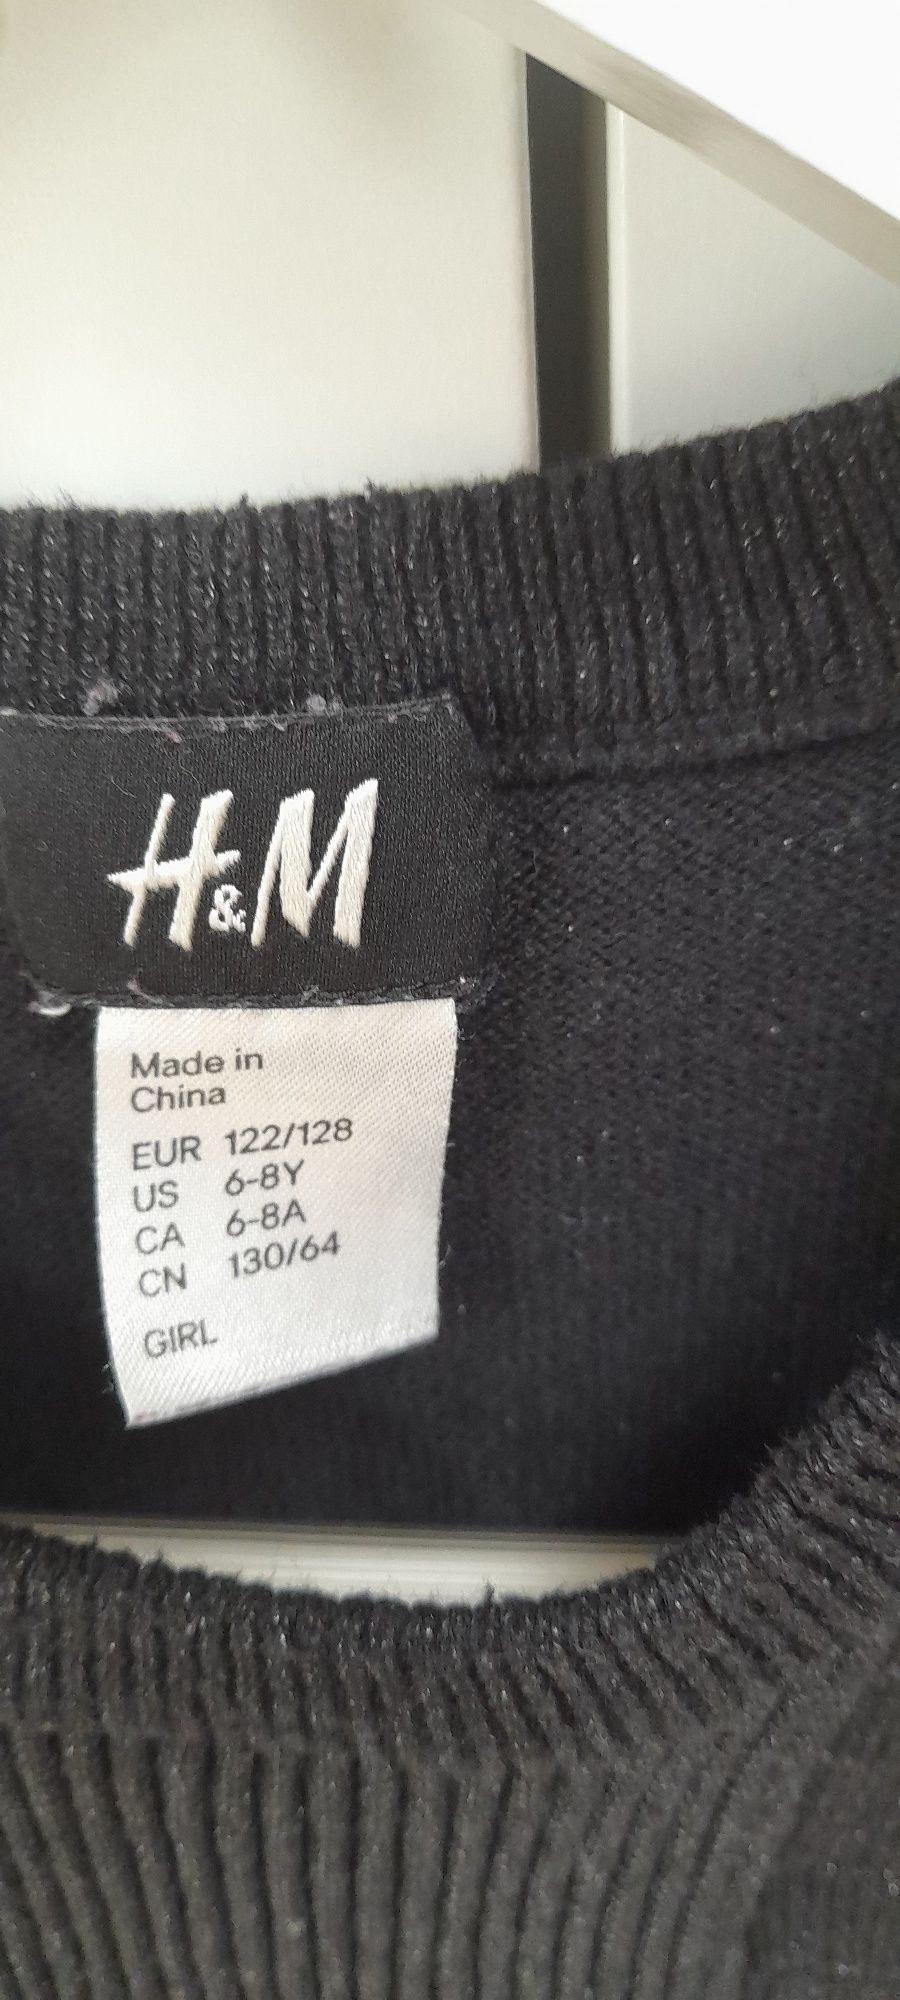 H&M
Made in
China
EUR 122/128
US 6-8Y
CA 6-8A
CN 130/64
GIRL